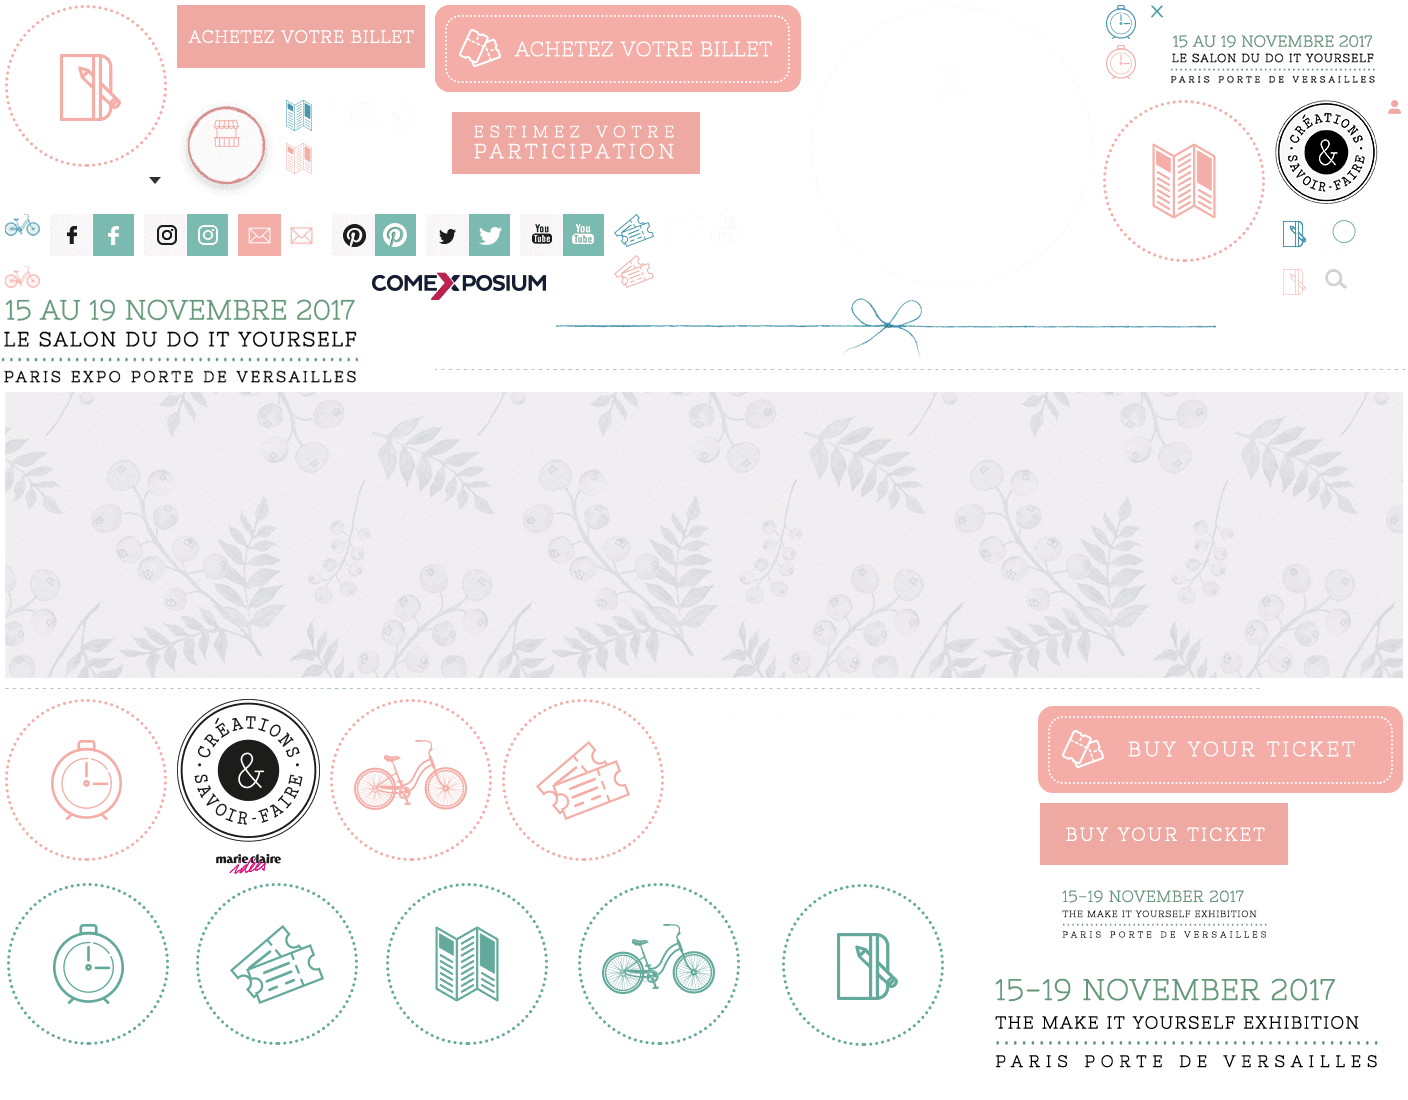 ACHETEZ VOTRE BILLET
ACHETEZ VOTRE BILLET
15 AU 19 NOVEMBRE 2017
LE SALON DU DO IT YOURSELF
PARIS PORTE DE VERSAILLES
ESTIMEZ VOTRE
PARTICIPATION
CRÉATIONS
&
SAVOIR-FAIRE
You
Tube
You
Tube
COMEXPOSIUM
15 AU 19 NOVEMBRE 2017
LE SALON DU DO IT YOURSELF
PARIS EXPO PORTE DE VERSAILLES
CRÉATIONS
&
SAVOIR-FAIRE
marie claire
idées
BUY YOUR TICKET
BUY YOUR TICKET
15-19 NOVEMBER 2017
THE MAKE IT YOURSELF EXHIBITION
PARIS PORTE DE VERSAILLES
15-19 NOVEMBER 2017
THE MAKE IT YOURSELF EXHIBITION
PARIS PORTE DE VERSAILLES